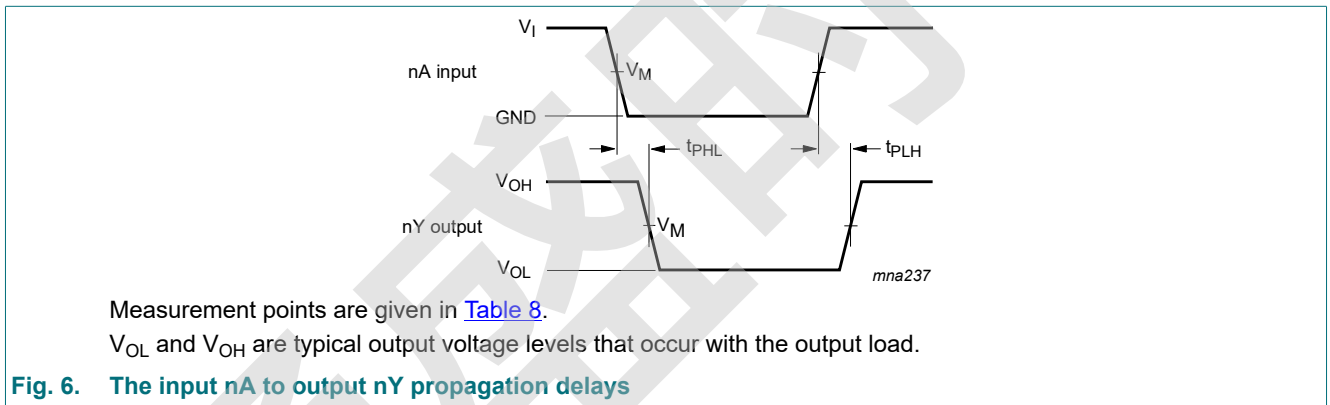 VI
nA input
VM
GND
tPHL
tPLH
VOH
nY output
VM
VOL
mna237
Measurement points are given in Table 8.
VOL and VOH are typical output voltage levels that occur with the output load.
Fig. 6. The input nA to output nY propagation delays